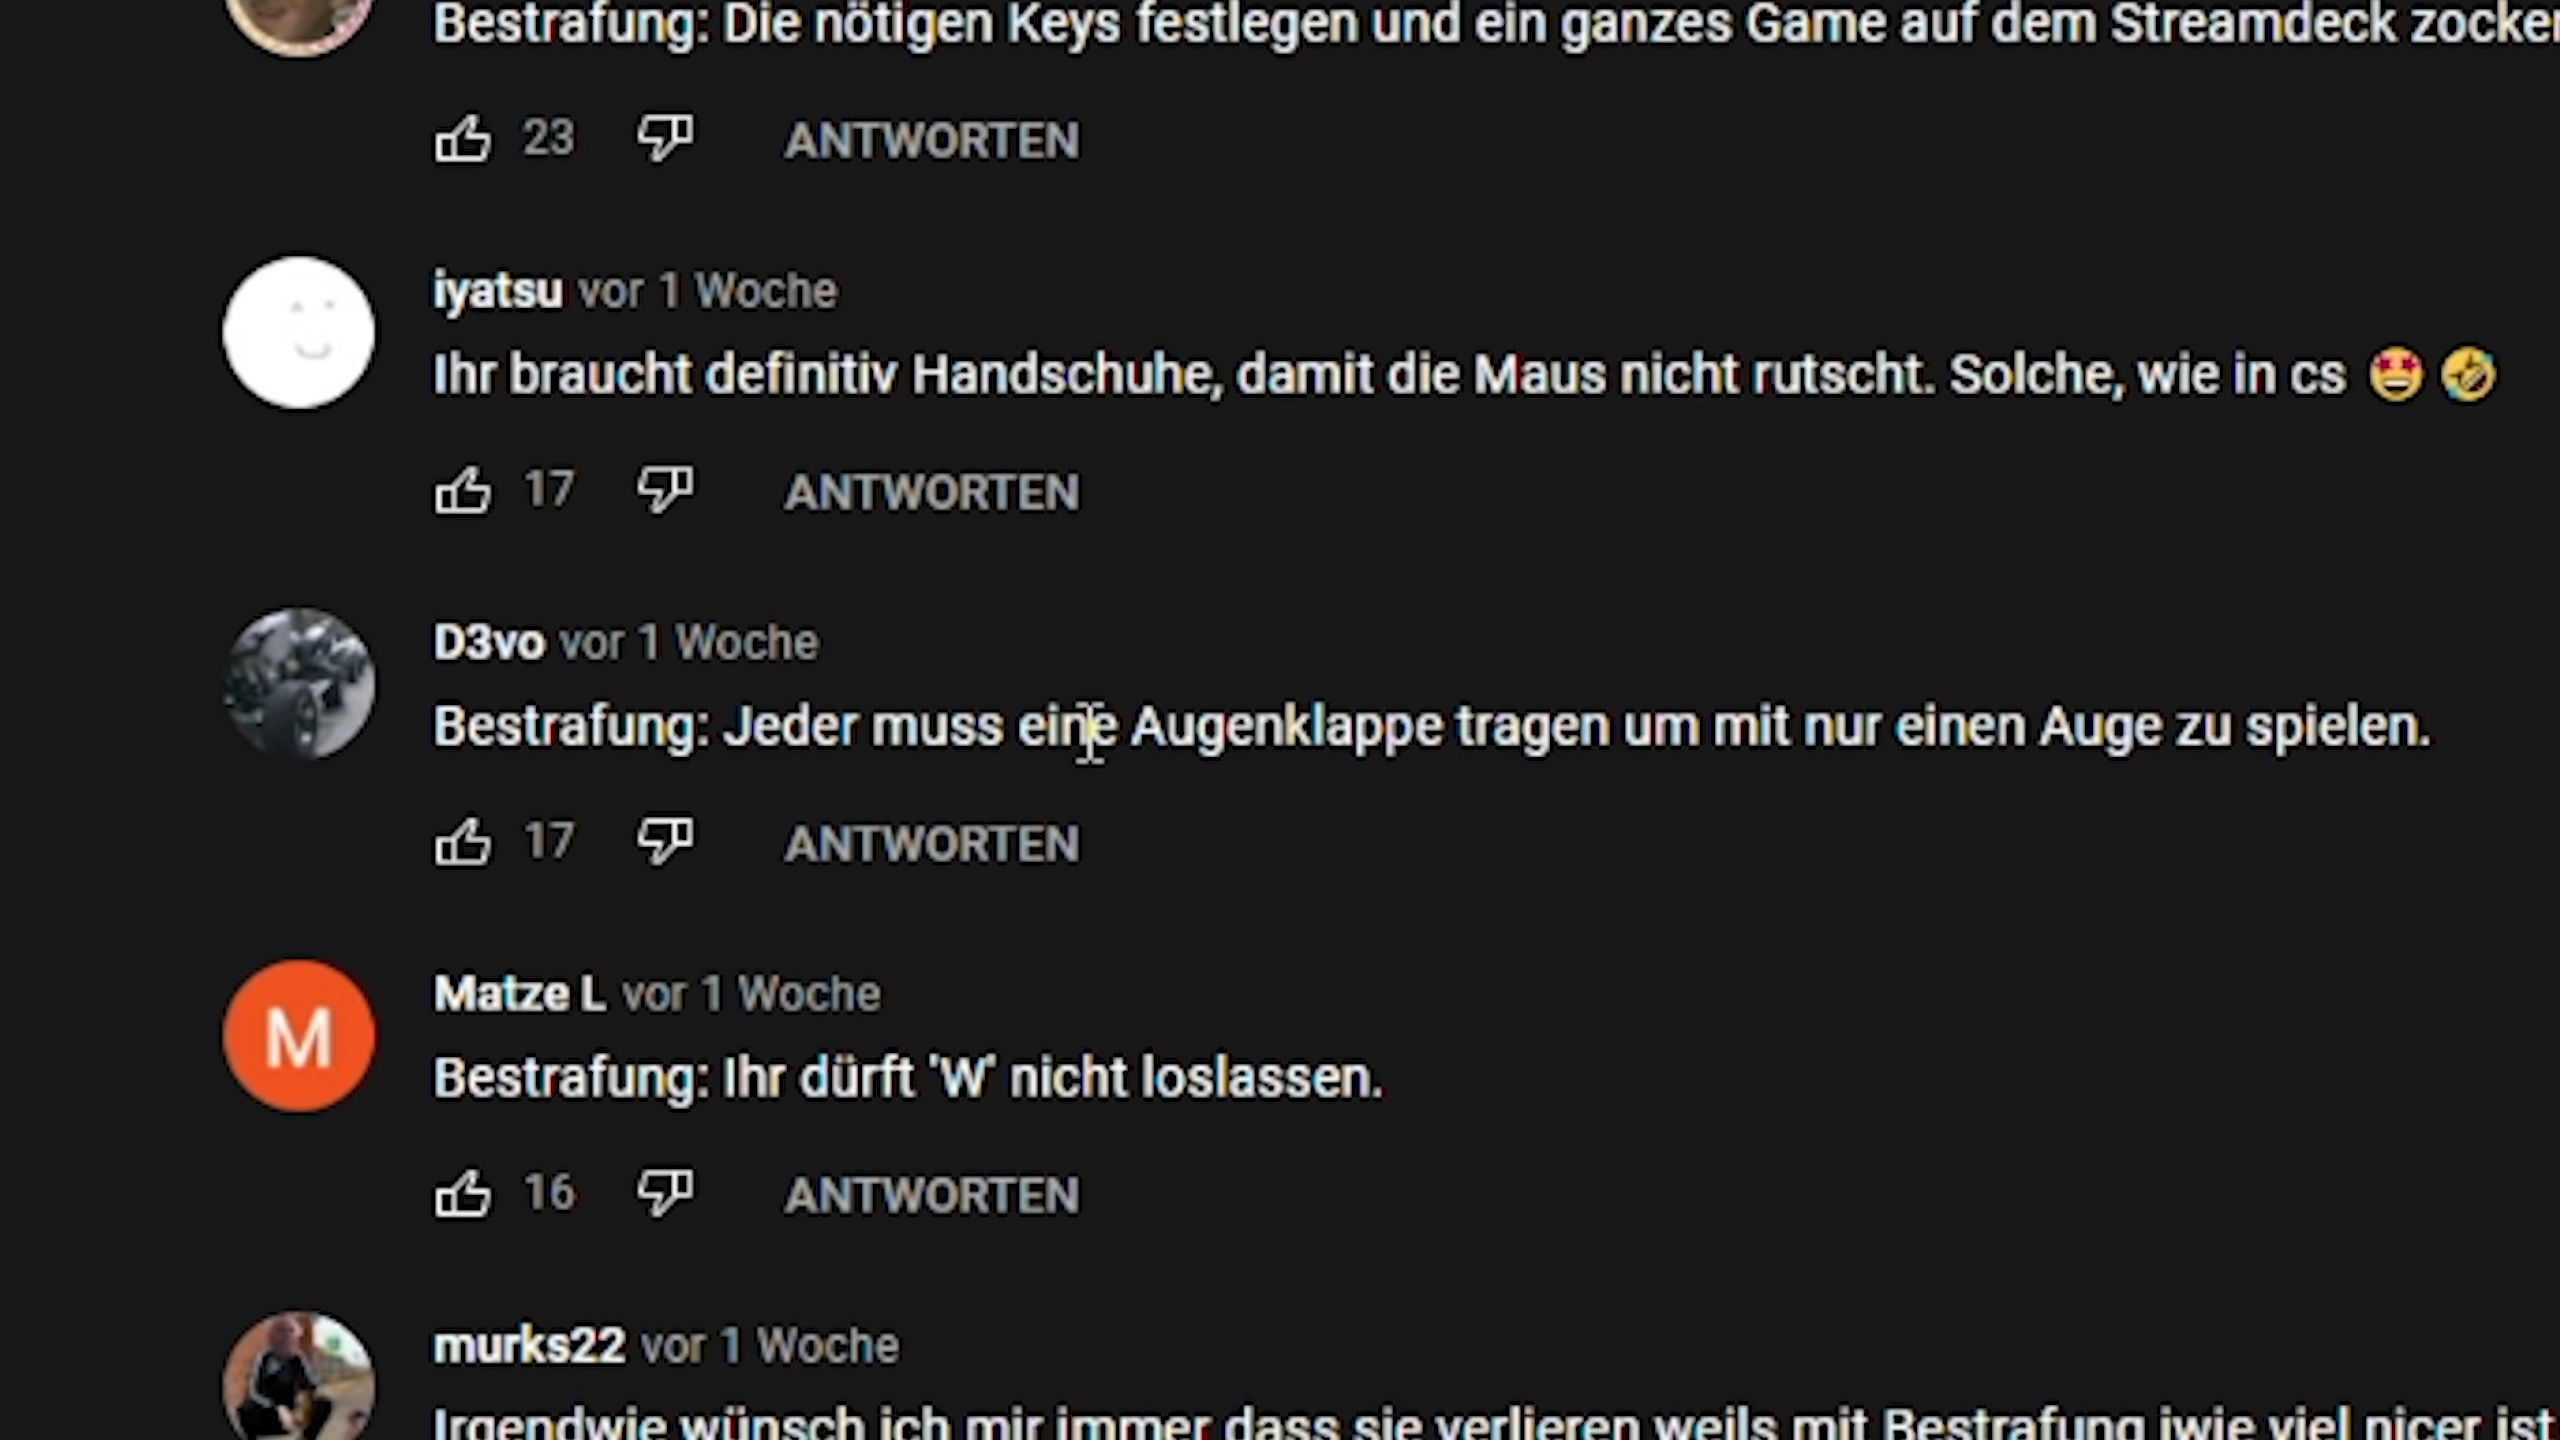 Bestrafung: Die nötigen Keys festlegen und ein ganzes Game auf dem Streamdeck
23 ANTWORTEN
iyatsu vor 1 Woche
Ihr braucht definitiv Handschuhe, damit die Maus nicht rutscht. Solche, wie in cs 🤩🤣
17 ANTWORTEN
D3vo vor 1 Woche
Bestrafung: Jeder muss eine Augenklappe tragen um mit nur einen Auge zu spielen.
17 ANTWORTEN
M
Matze L vor 1 Woche
Bestrafung: Ihr dürft 'W' nicht loslassen.
16 ANTWORTEN
murks22 vor 1 Woche
Irgendwie wünsch ich mir immer dass sie verlieren weils mit Bestrafung iwie viel nicer ist